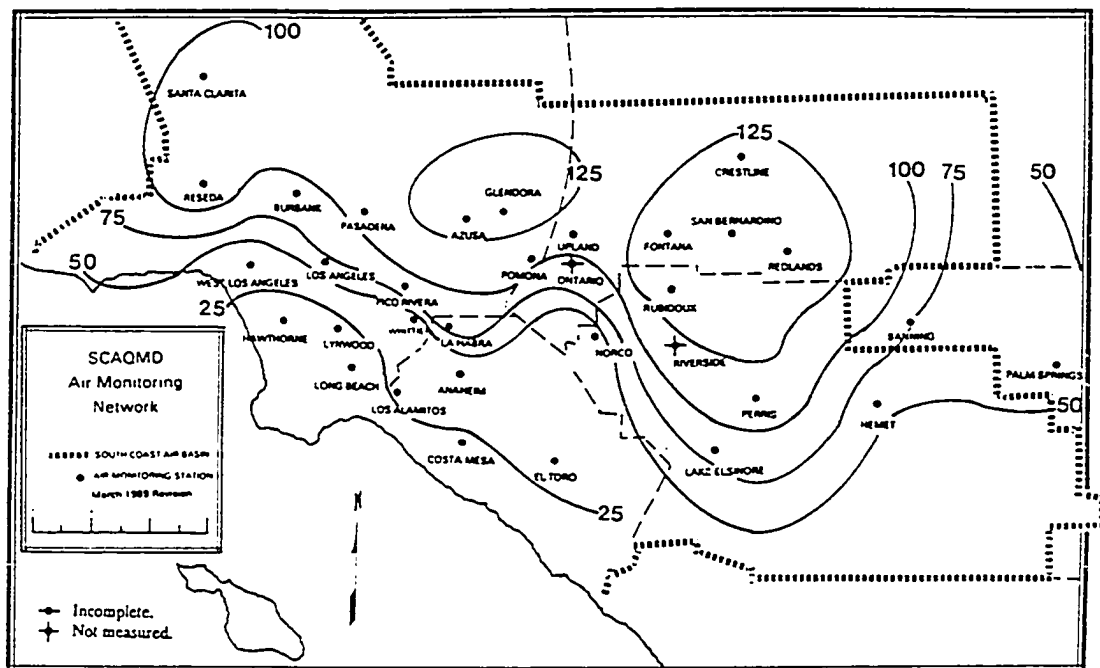 100
SANTA CLARITA
125
CRESTLINE
RESEDA
BURBANK
PASADENA
GLENDORA
AZUSA
125
100
75
50
75
UPLAND
FONTANA
SAN BERNARDINO
REDLANDS
50
WEST LOS ANGELES
LOS ANGELES
POMONA
ONTARIO
PICO RIVERA
RUBIDOUX
25
HAWTHORNE
LYNWOOD
LA HABRA
NORCO
RIVERSIDE
BANNING
LONG BEACH
ANAHEIM
PALM SPRINGS
LOS ALAMITOS
PERRIS
HEMET
50
COSTA MESA
EL TORO
LAKE ELSINORE
25
SCAQMD
Air Monitoring
Network
SOUTH COAST AIR BASIN
AIR MONITORING STATION
March 1989 Revision
Incomplete.
Not measured.